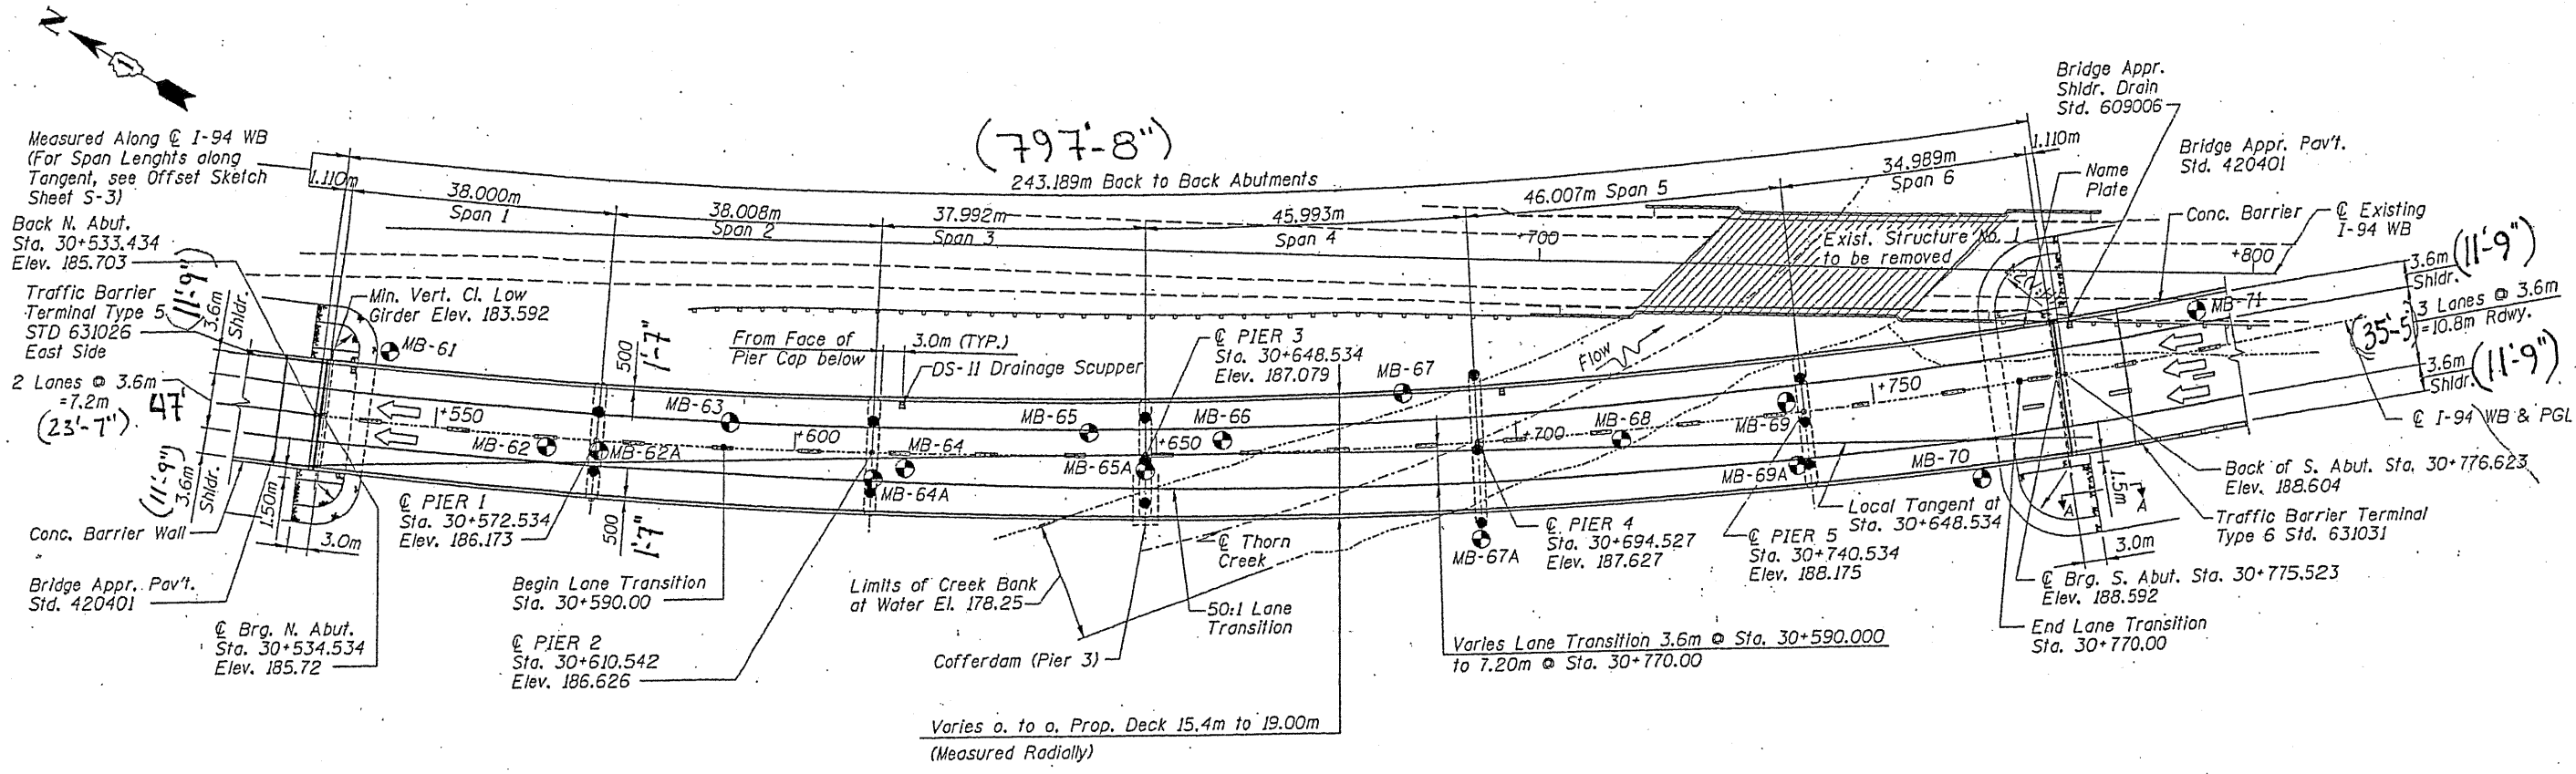 N
Measured Along ℄ I-94 WB
(For Span Lenghts along
Tangent, see Offset Sketch
Sheet S-3)
Back N. Abut.
Sta. 30+533.434
Elev. 185.703
(11'-9")
3.6m
Shldr.
Traffic Barrier
Terminal Type 5
STD 631026
East Side
2 Lanes @ 3.6m
=7.2m
(23'-7")
47'
(11'-9")
3.6m
Shldr.
1.50m
3.0m
Conc. Barrier Wall
Bridge Appr. Pav't.
Std. 420401
℄ Brg. N. Abut.
Sta. 30+534.534
Elev. 185.72
(797'-8")
243.189m Back to Back Abutments
1.110m
38.000m
Span 1
38.008m
Span 2
37.992m
Span 3
45.993m
Span 4
46.007m Span 5
34.989m
Span 6
1.110m
Min. Vert. Cl. Low
Girder Elev. 183.592
MB-61
From Face of
Pier Cap below
3.0m (TYP.)
DS-11 Drainage Scupper
500
1'-7"
℄ PIER 3
Sta. 30+648.534
Elev. 187.079
MB-67
Flow
+700
Exist. Structure No. 1
to be removed
+800
Bridge Appr.
Shldr. Drain
Std. 609006
Bridge Appr. Pav't.
Std. 420401
Name
Plate
Conc. Barrier
℄ Existing
I-94 WB
3.6m
Shldr.
(11'-9")
MB-71
3 Lanes @ 3.6m
=10.8m Rdwy.
(35'-5")
3.6m
Shldr.
(11'-9")
℄ I-94 WB & PGL
+550
MB-62
MB-62A
MB-63
+600
MB-64
MB-64A
MB-65
MB-65A
MB-66
+650
MB-68
+700
MB-69
+750
MB-69A
MB-70
MB-67A
℄ PIER 1
Sta. 30+572.534
Elev. 186.173
500
1'-7"
Begin Lane Transition
Sta. 30+590.00
℄ PIER 2
Sta. 30+610.542
Elev. 186.626
Limits of Creek Bank
at Water El. 178.25
Cofferdam (Pier 3)
℄ Thorn
Creek
50:1 Lane
Transition
℄ PIER 4
Sta. 30+694.527
Elev. 187.627
℄ PIER 5
Sta. 30+740.534
Elev. 188.175
Local Tangent at
Sta. 30+648.534
Back of S. Abut. Sta. 30+776.623
Elev. 188.604
1.5m
A
A
Traffic Barrier Terminal
Type 6 Std. 631031
3.0m
℄ Brg. S. Abut. Sta. 30+775.523
Elev. 188.592
End Lane Transition
Sta. 30+770.00
Varies Lane Transition 3.6m @ Sta. 30+590.000
to 7.20m @ Sta. 30+770.00
Varies o. to o. Prop. Deck 15.4m to 19.00m
(Measured Radially)